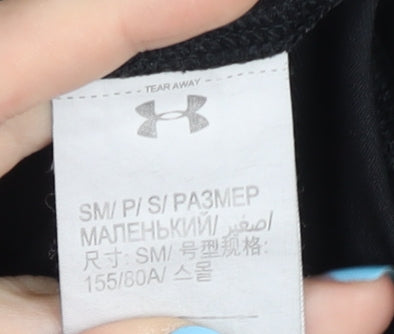 TEAR AWAY
SM/ P/ S/ РАЗМЕР
МАЛЕНЬКИЙ/ صغير/
尺寸: SM/ 号型规格:
155/80A/ 스몰